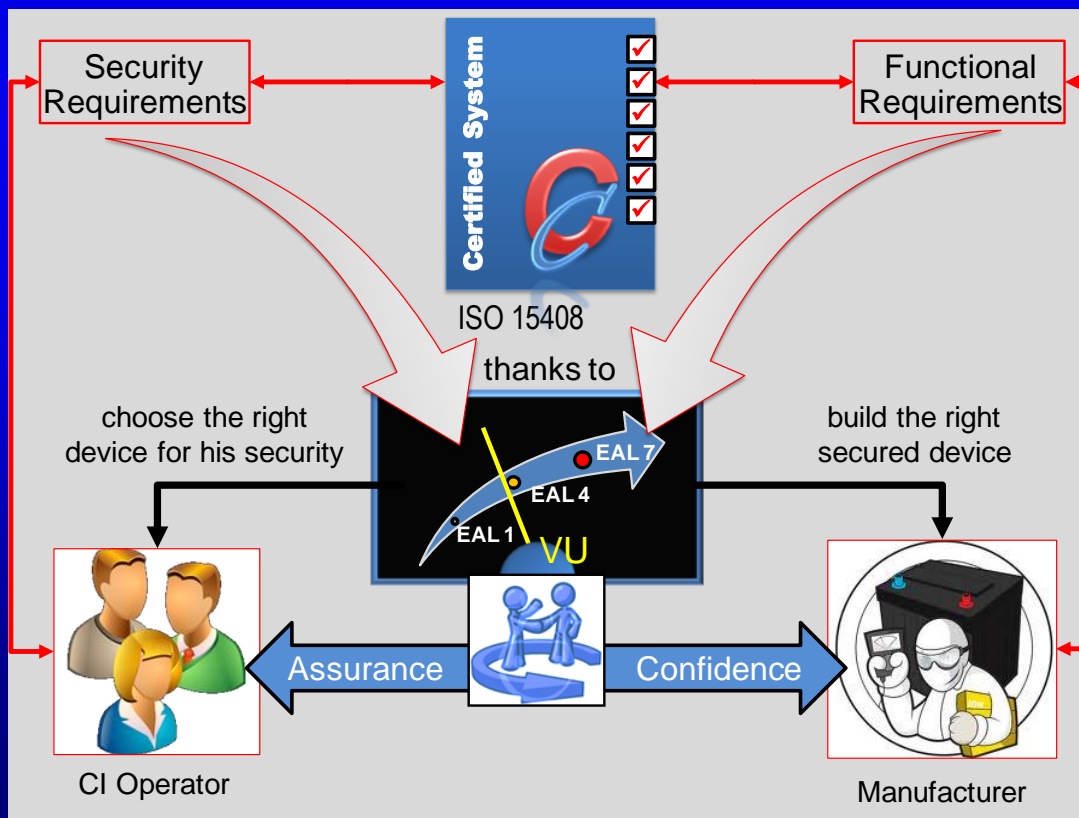 Security
Requirements
Certified System
Functional
Requirements
ISO 15408
thanks to
choose the right
device for his security
build the right
secured device
EAL 7
EAL 4
EAL 1
VU
Assurance
Confidence
CI Operator
Manufacturer